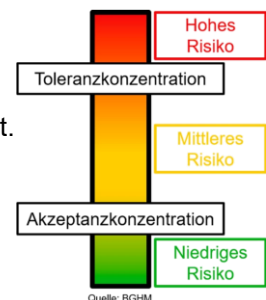 Hohes
Risiko
Toleranzkonzentration
t.
Mittleres
Risiko
Akzeptanzkonzentration
Niedriges
Risiko
Quelle: BGHM